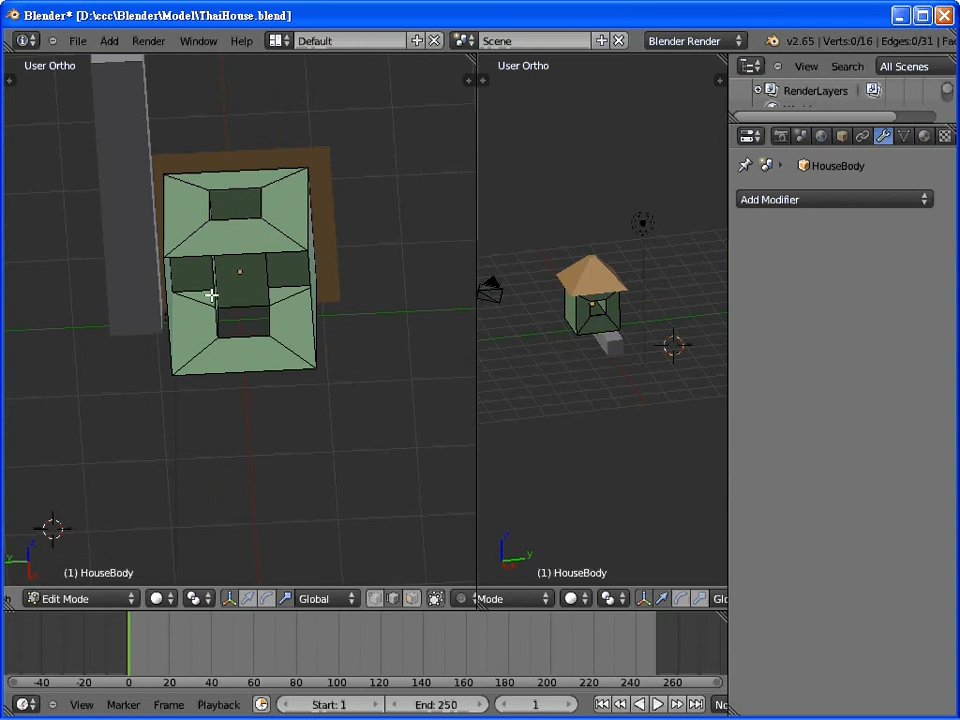 Blender* [D:\ccc\Blender\Model\ThaiHouse.blend]
File Add Render Window Help Default Scene Blender Render v2.65 | Verts:0/16 | Edges:0/31 |
User Ortho
User Ortho
View Search All Scenes
RenderLayers
HouseBody
Add Modifier
(1) HouseBody
(1) HouseBody
Edit Mode Global Mode
-40 -20 0 20 40 60 80 100 120 140 160 180 200 220 240 260 280
View Marker Frame Playback Start: 1 End: 250 1